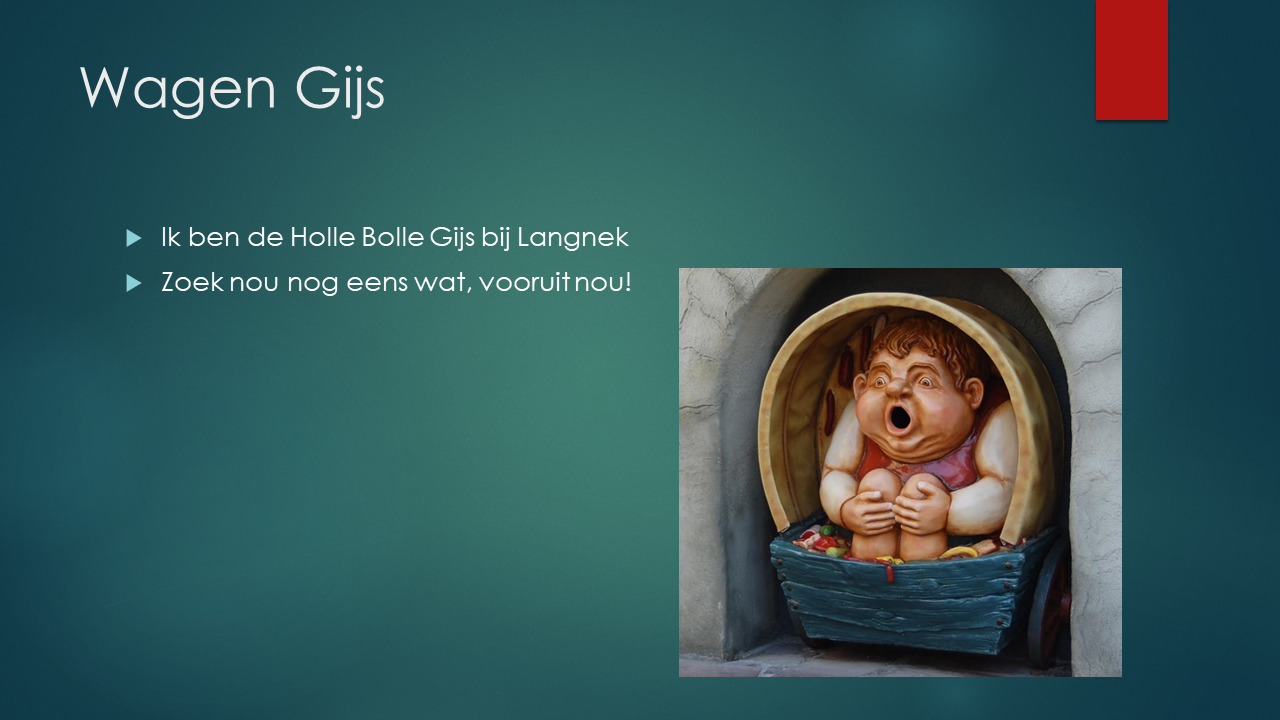 Wagen Gijs
Ik ben de Holle Bolle Gijs bij Langnek
Zoek nou nog eens wat, vooruit nou!